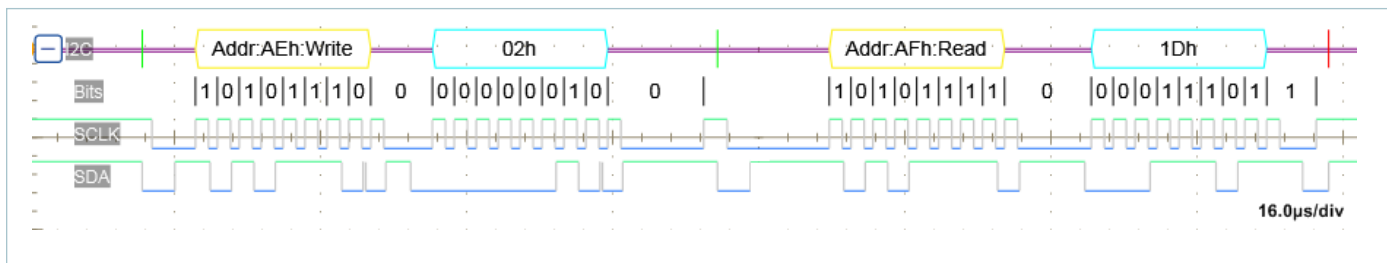 I2C Addr:AEh:Write 02h Addr:AFh:Read 1Dh
Bits 1 0 1 0 1 1 1 0 0 0 0 0 0 0 0 1 0 0 1 0 1 0 1 1 1 1 0 0 0 0 1 1 1 0 1 1
SCLK
SDA
16.0µs/div